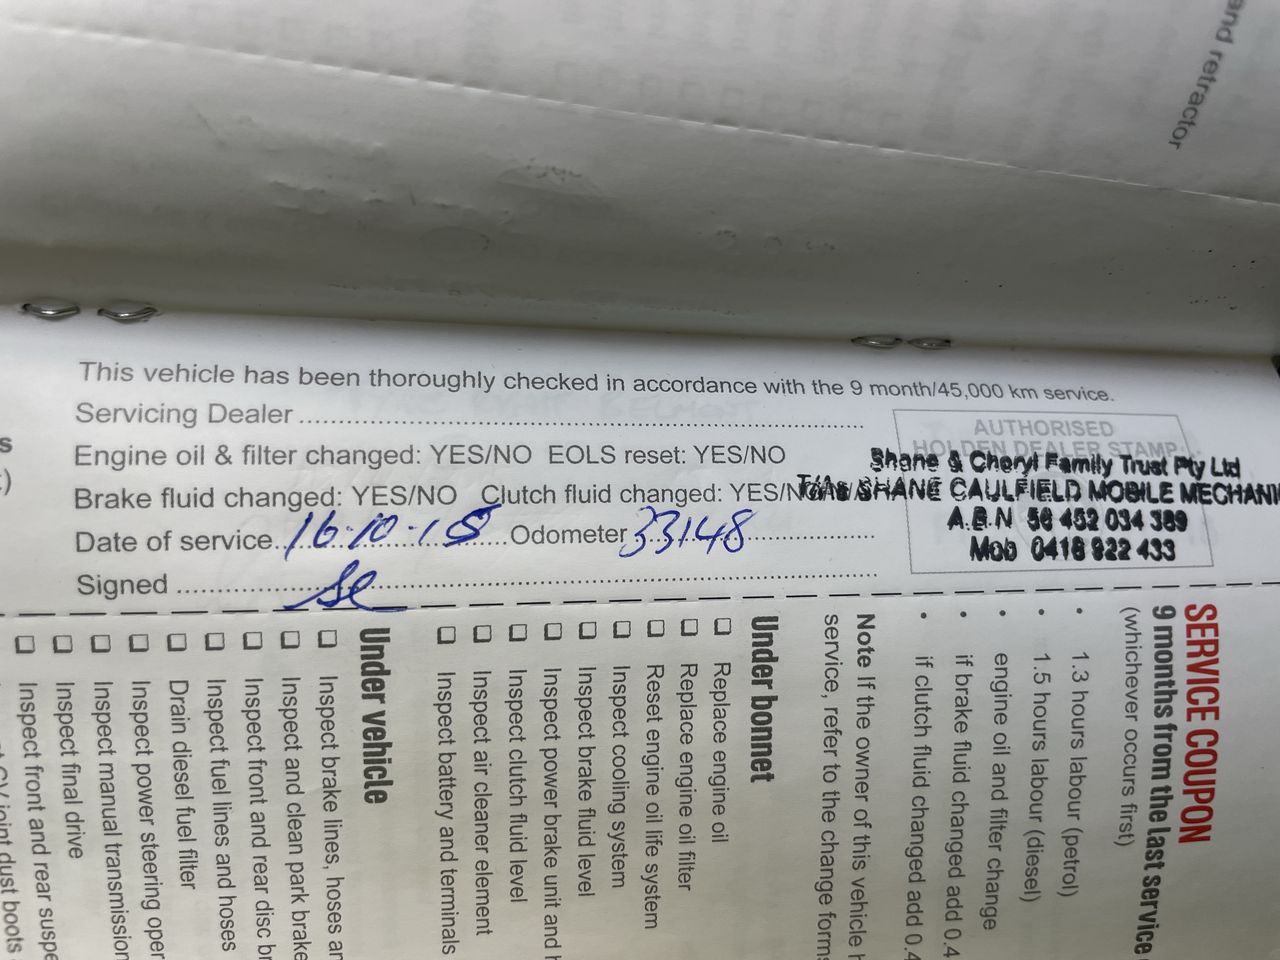 and retractor
This vehicle has been thoroughly checked in accordance with the 9 month/45,000 km service.
Servicing Dealer
Engine oil & filter changed: YES/NO EOLS reset: YES/NO
Brake fluid changed: YES/NO Clutch fluid changed: YES/NO
Date of service 16.10.18 Odometer 33148
Signed
AUTHORISED
HOLDEN DEALER STAMP
Shane & Cheryl Family Trust Pty Ltd
T/As SHANE CAULFIELD MOBILE MECHANI
A.B.N 56 452 034 389
Mob 0418 922 433
SERVICE COUPON
9 months from the last service
(whichever occurs first)
• 1.3 hours labour (petrol)
• 1.5 hours labour (diesel)
• engine oil and filter change
• if brake fluid changed add 0.4
• if clutch fluid changed add 0.4
Note If the owner of this vehicle h
service, refer to the change form
Under bonnet
Replace engine oil
Replace engine oil filter
Reset engine oil life system
Inspect cooling system
Inspect brake fluid level
Inspect power brake unit and h
Inspect clutch fluid level
Inspect air cleaner element
Inspect battery and terminals
Under vehicle
Inspect brake lines, hoses an
Inspect and clean park brake
Inspect front and rear disc br
Inspect fuel lines and hoses
Drain diesel fuel filter
Inspect power steering oper
Inspect manual transmission
Inspect final drive
Inspect front and rear suspe
CV joint dust boots